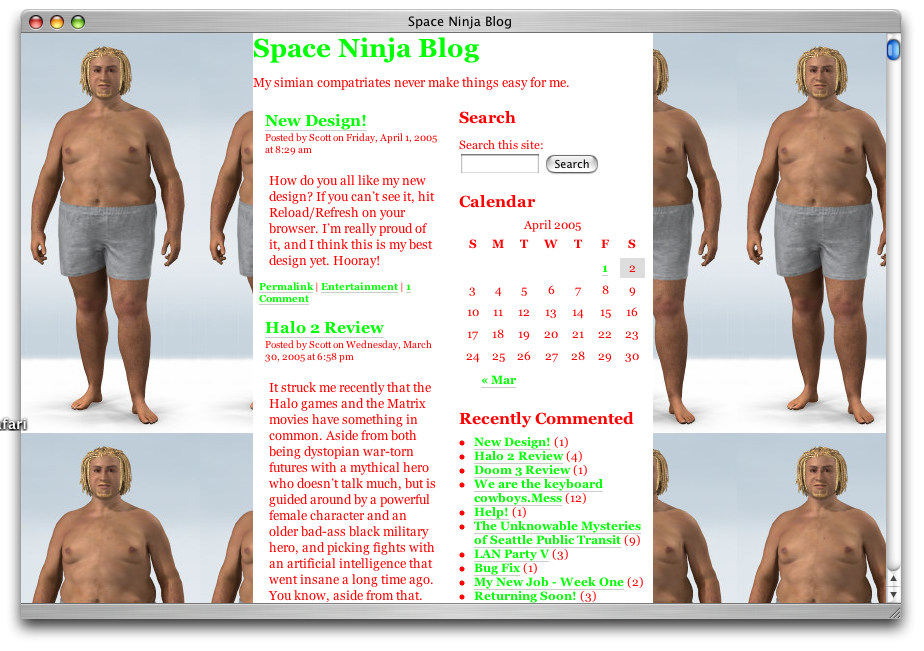 Space Ninja Blog
Space Ninja Blog
My simian compatriates never make things easy for me.
New Design!
Posted by Scott on Friday, April 1, 2005
at 8:29 am
How do you all like my new
design? If you can't see it, hit
Reload/Refresh on your
browser. I'm really proud of
it, and I think this is my best
design yet. Hooray!
Permalink | Entertainment | 1
Comment
Halo 2 Review
Posted by Scott on Wednesday, March
30, 2005 at 6:58 pm
It struck me recently that the
Halo games and the Matrix
movies have something in
common. Aside from both
being dystopian war-torn
futures with a mythical hero
who doesn't talk much, but is
guided around by a powerful
female character and an
older bad-ass black military
hero, and picking fights with
an artificial intelligence that
went insane a long time ago.
You know, aside from that.
Search
Search this site:
Search
Calendar
April 2005
S M T W T F S
1 2
3 4 5 6 7 8 9
10 11 12 13 14 15 16
17 18 19 20 21 22 23
24 25 26 27 28 29 30
« Mar
Recently Commented
New Design! (1)
Halo 2 Review (4)
Doom 3 Review (1)
We are the keyboard
cowboys.Mess (12)
Help! (1)
The Unknowable Mysteries
of Seattle Public Transit (9)
LAN Party V (3)
Bug Fix (1)
My New Job - Week One (2)
Returning Soon! (3)
afari